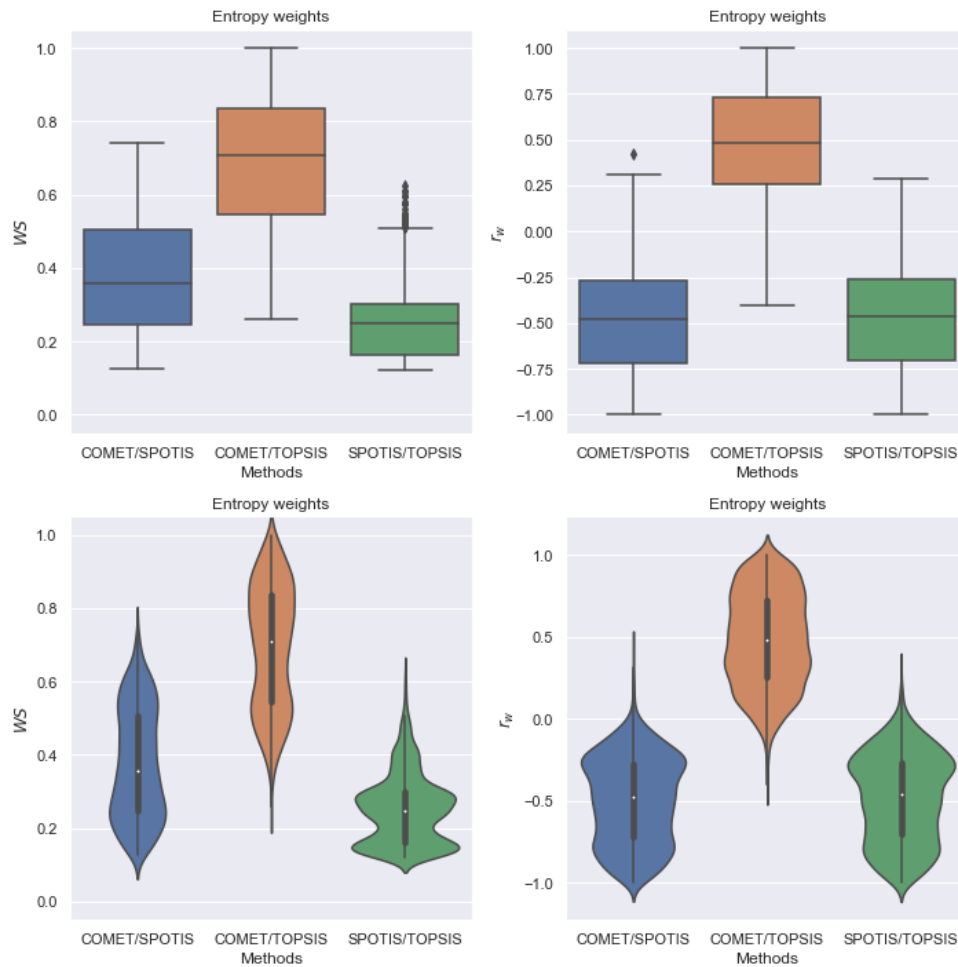 Entropy weights
1.0
0.8
0.6
0.4
0.2
0.0
WS
COMET/SPOTIS COMET/TOPSIS SPOTIS/TOPSIS
Methods
Entropy weights
1.00
0.75
0.50
0.25
0.00
−0.25
−0.50
−0.75
−1.00
r_w
COMET/SPOTIS COMET/TOPSIS SPOTIS/TOPSIS
Methods
Entropy weights
1.0
0.8
0.6
0.4
0.2
0.0
WS
COMET/SPOTIS COMET/TOPSIS SPOTIS/TOPSIS
Methods
Entropy weights
1.0
0.5
0.0
−0.5
−1.0
r_w
COMET/SPOTIS COMET/TOPSIS SPOTIS/TOPSIS
Methods